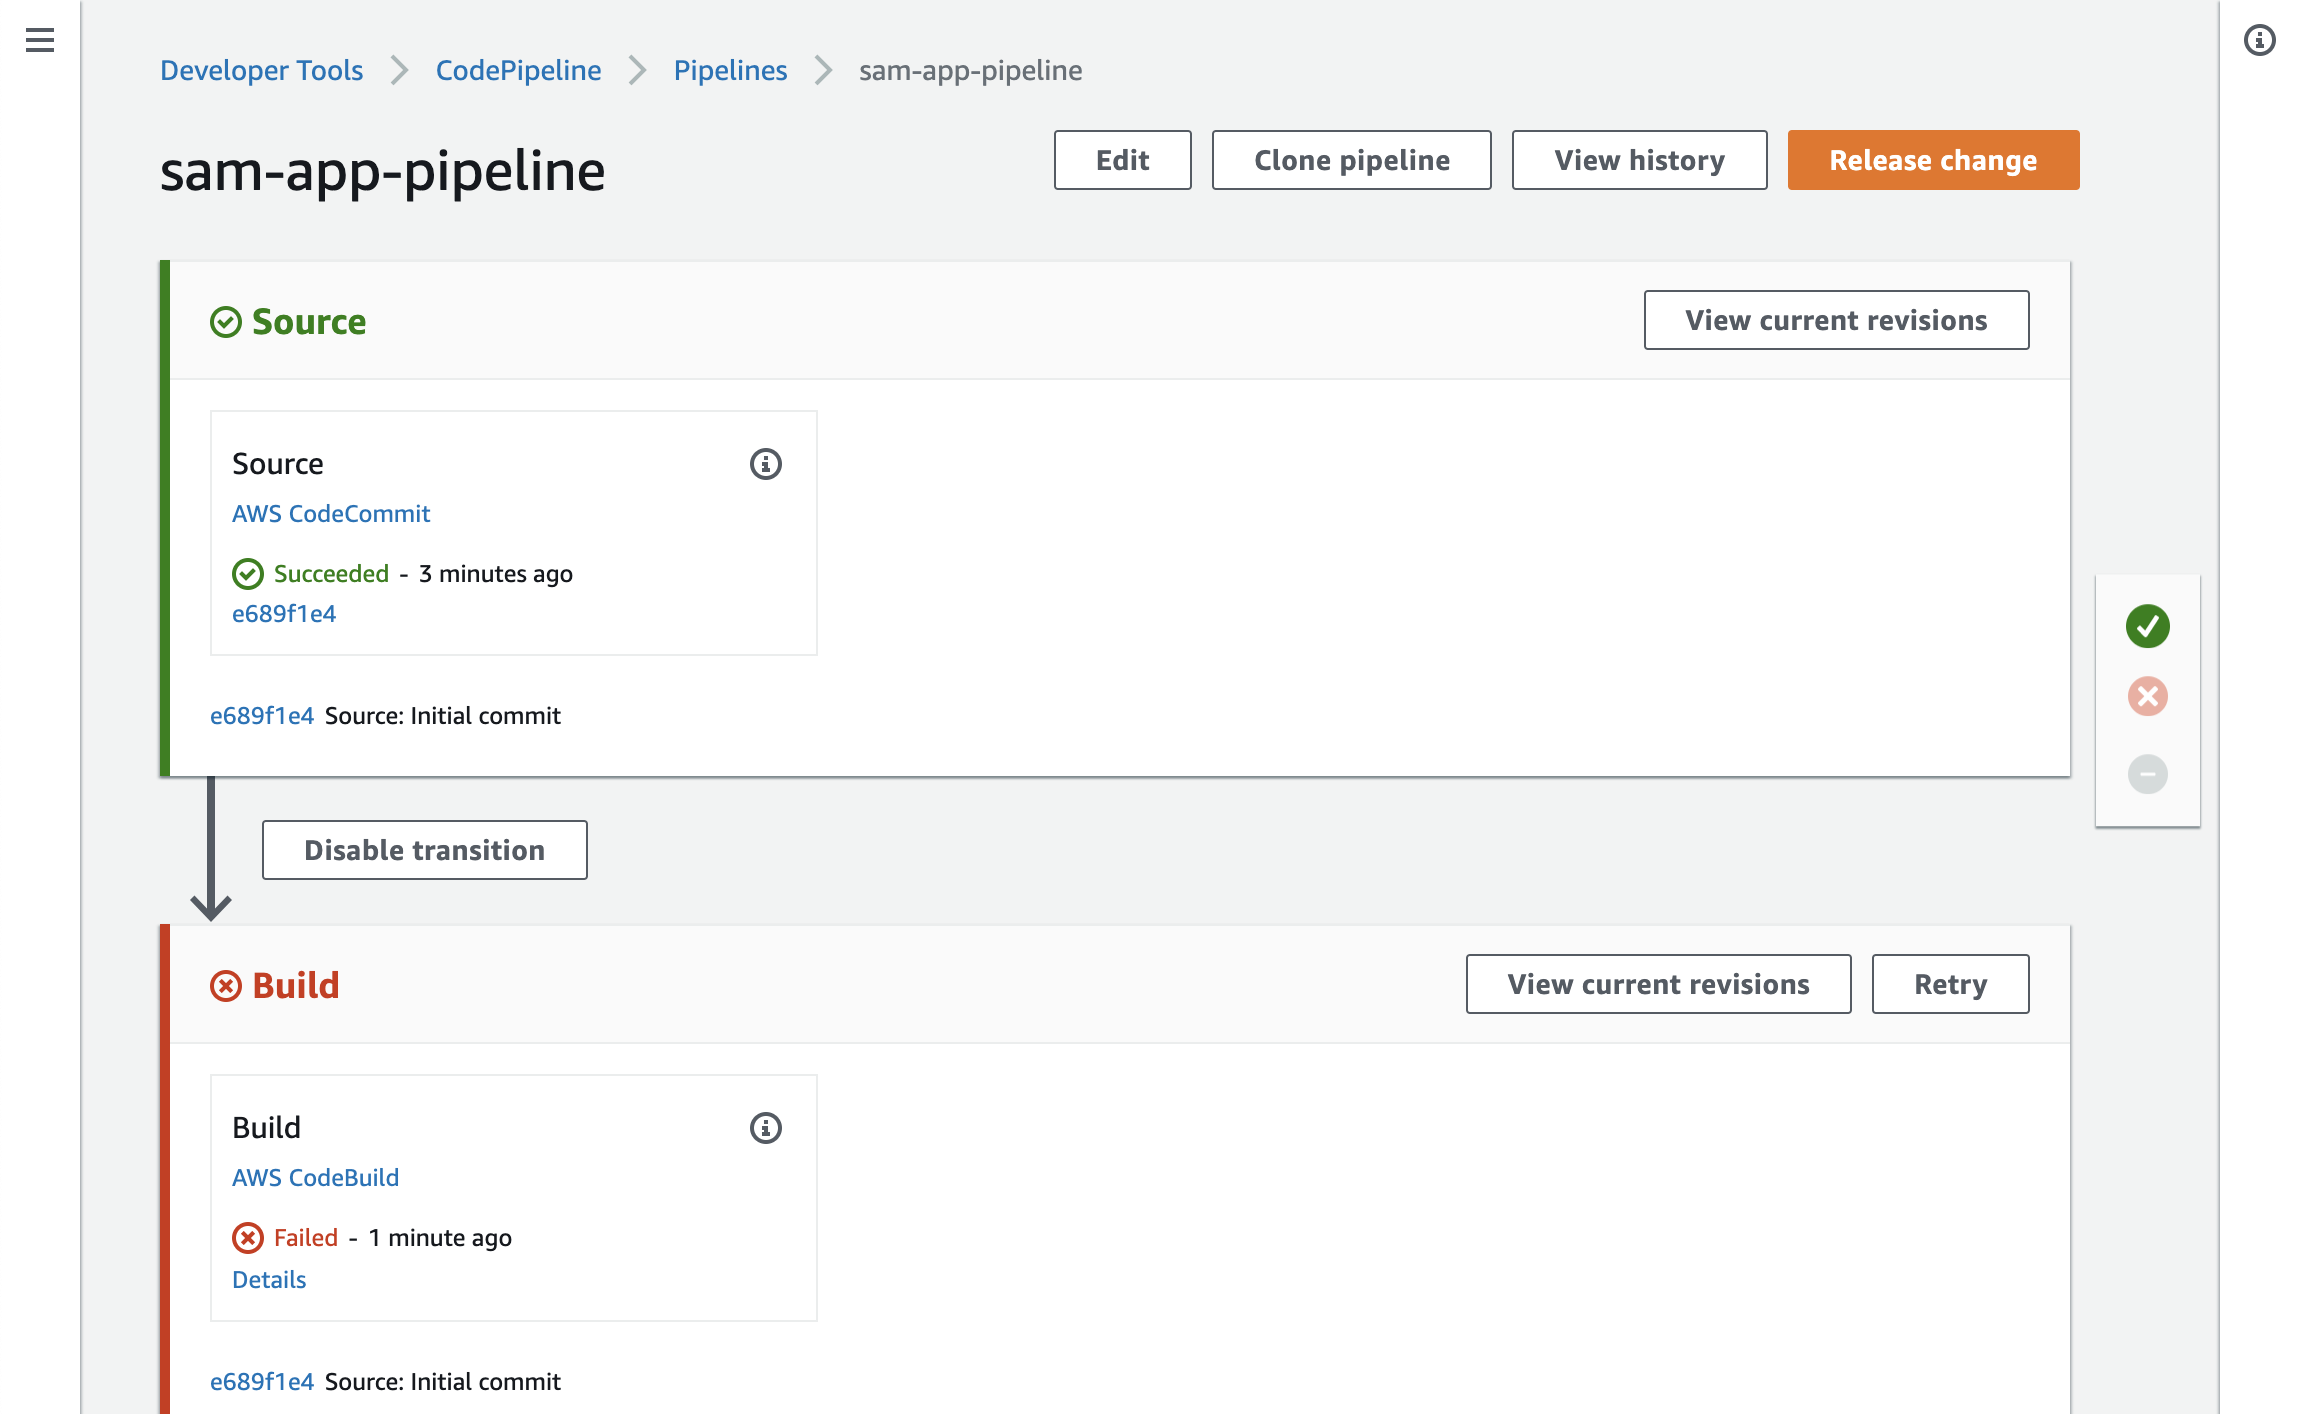 Developer Tools CodePipeline Pipelines sam-app-pipeline
sam-app-pipeline
Edit Clone pipeline View history Release change
Source
View current revisions
Source
AWS CodeCommit
Succeeded - 3 minutes ago
e689f1e4
e689f1e4 Source: Initial commit
Disable transition
Build
View current revisions Retry
Build
AWS CodeBuild
Failed - 1 minute ago
Details
e689f1e4 Source: Initial commit